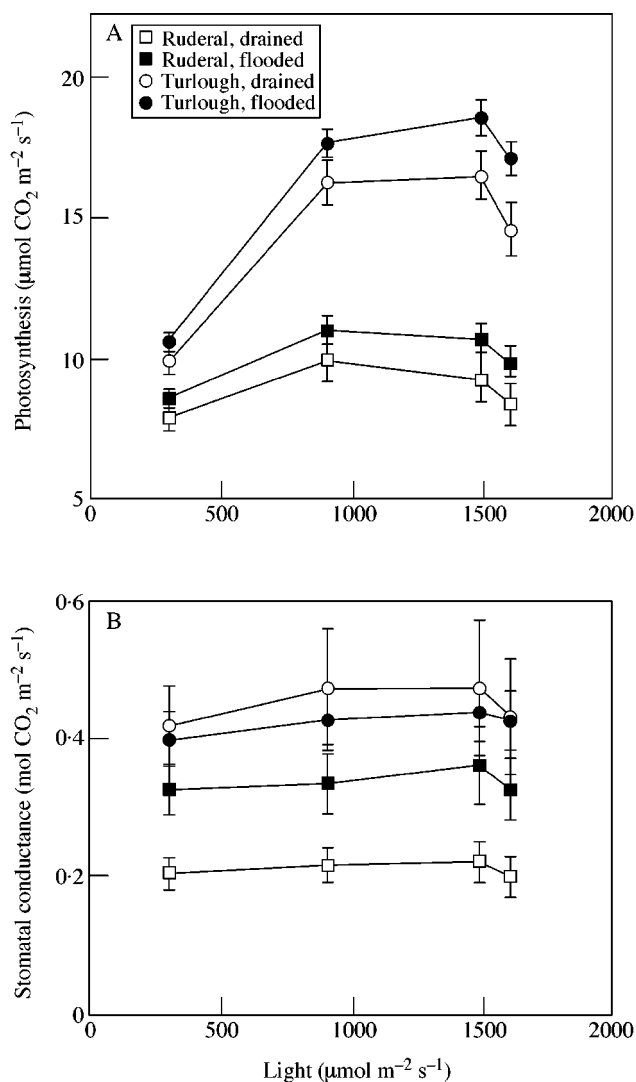 A
Ruderal, drained
Ruderal, flooded
Turlough, drained
Turlough, flooded
20
15
10
5
Photosynthesis (μmol CO₂ m⁻² s⁻¹)
0 500 1000 1500 2000
B
0·6
0·4
0·2
0
Stomatal conductance (mol CO₂ m⁻² s⁻¹)
0 500 1000 1500 2000
Light (μmol m⁻² s⁻¹)